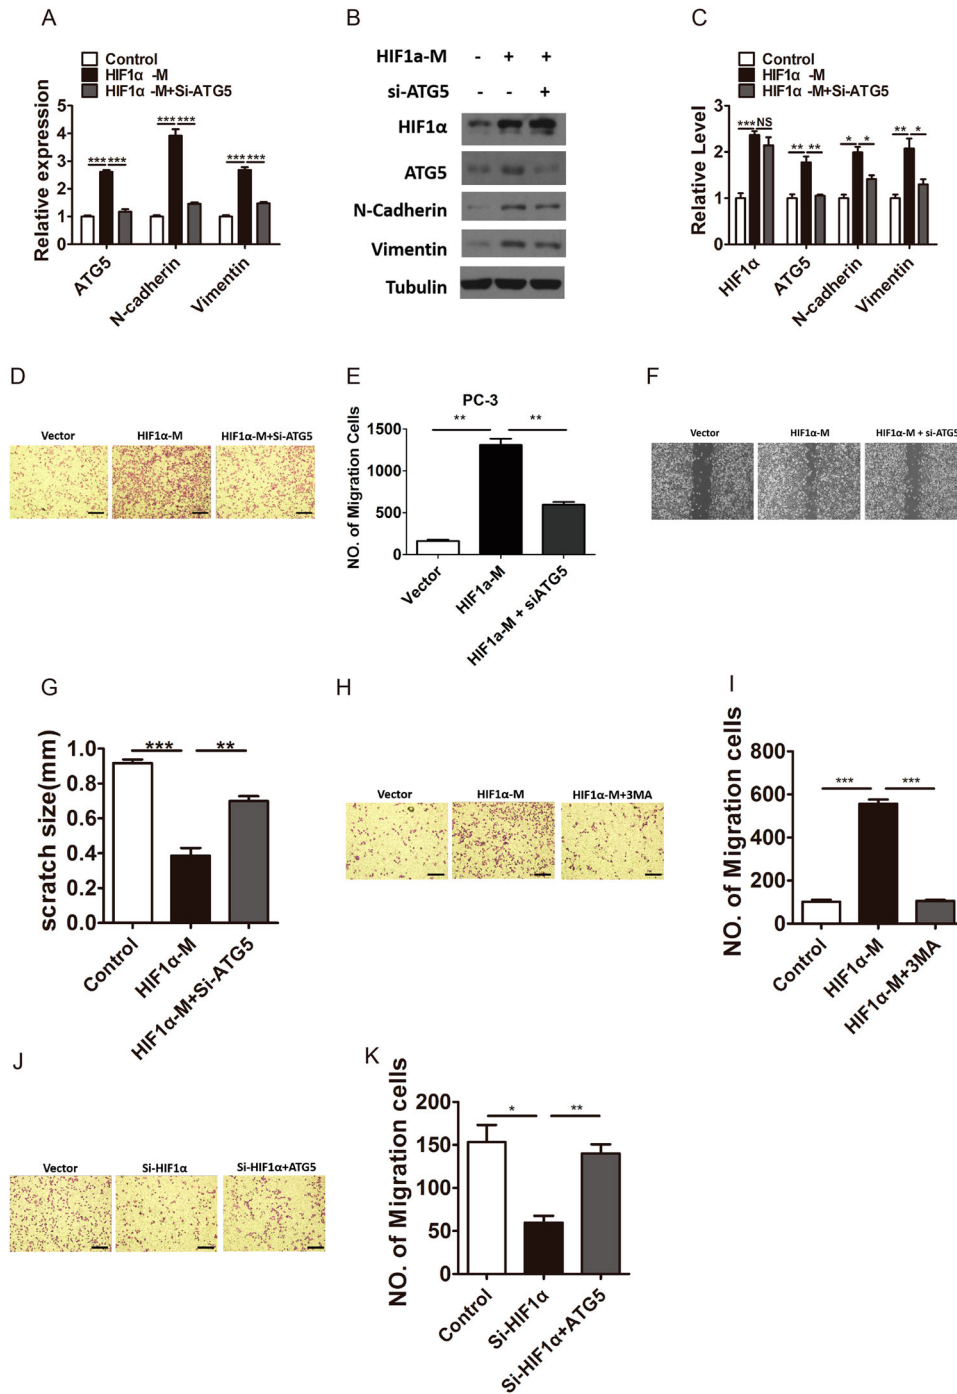 A
Control
HIF1α -M
HIF1α -M+Si-ATG5
Relative expression
5
4
3
2
1
0
*** ***
*** ***
*** ***
ATG5
N-cadherin
Vimentin
B
HIF1a-M - + +
si-ATG5 - - +
HIF1α
ATG5
N-Cadherin
Vimentin
Tubulin
C
Control
HIF1α -M
HIF1α -M+Si-ATG5
Relative Level
3
2
1
0
*** NS
** **
* *
** *
HIF1α
ATG5
N-cadherin
Vimentin
D
Vector
HIF1α-M
HIF1α-M+Si-ATG5
E
PC-3
NO. of Migration Cells
1500
1000
500
0
** **
Vector
HIF1a-M
HIF1a-M + siATG5
F
Vector
HIF1α-M
HIF1α-M + si-ATG5
G
scratch size(mm)
1.0
0.8
0.6
0.4
0.2
0.0
*** **
Control
HIF1α-M
HIF1α-M+Si-ATG5
H
Vector
HIF1α-M
HIF1α-M+3MA
I
NO. of Migration cells
800
600
400
200
0
*** ***
Control
HIF1α-M
HIF1α-M+3MA
J
Vector
Si-HIF1α
Si-HIF1α+ATG5
K
NO. of Migration cells
200
150
100
50
0
* **
Control
Si-HIF1α
Si-HIF1α+ATG5